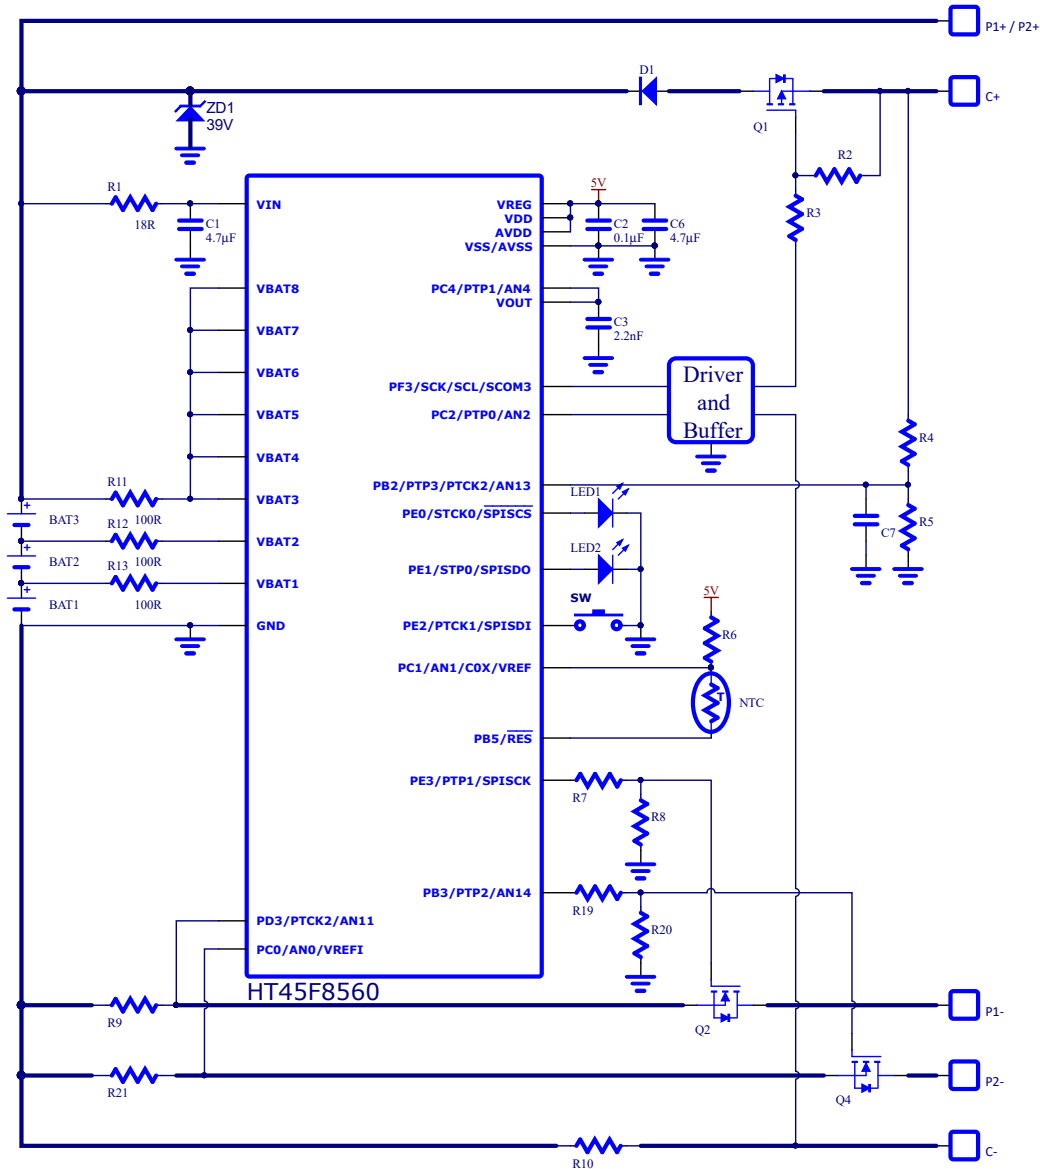 P1+ / P2+
D1
C+
ZD1
39V
Q1
R2
R1
18R
VIN
C1
4.7µF
5V
VREG
VDD
AVDD
VSS/AVSS
C2
0.1µF
C6
4.7µF
R3
VBAT8
PC4/PTP1/AN4
VOUT
C3
2.2nF
VBAT7
VBAT6
PF3/SCK/SCL/SCOM3
Driver
and
Buffer
VBAT5
PC2/PTP0/AN2
R4
VBAT4
R11
100R
VBAT3
PB2/PTP3/PTCK2/AN13
LED1
PE0/STCK0/SPISCS
C7
R5
+
BAT3
R12
100R
VBAT2
+
BAT2
LED2
R13
100R
VBAT1
PE1/STP0/SPISDO
+
BAT1
SW
5V
GND
PE2/PTCK1/SPISDI
R6
PC1/AN1/C0X/VREF
T
NTC
PB5/RES
PE3/PTP1/SPISCK
R7
R8
PB3/PTP2/AN14
R19
R20
PD3/PTCK2/AN11
PC0/AN0/VREFI
HT45F8560
R9
Q2
P1-
R21
Q4
P2-
R10
C-